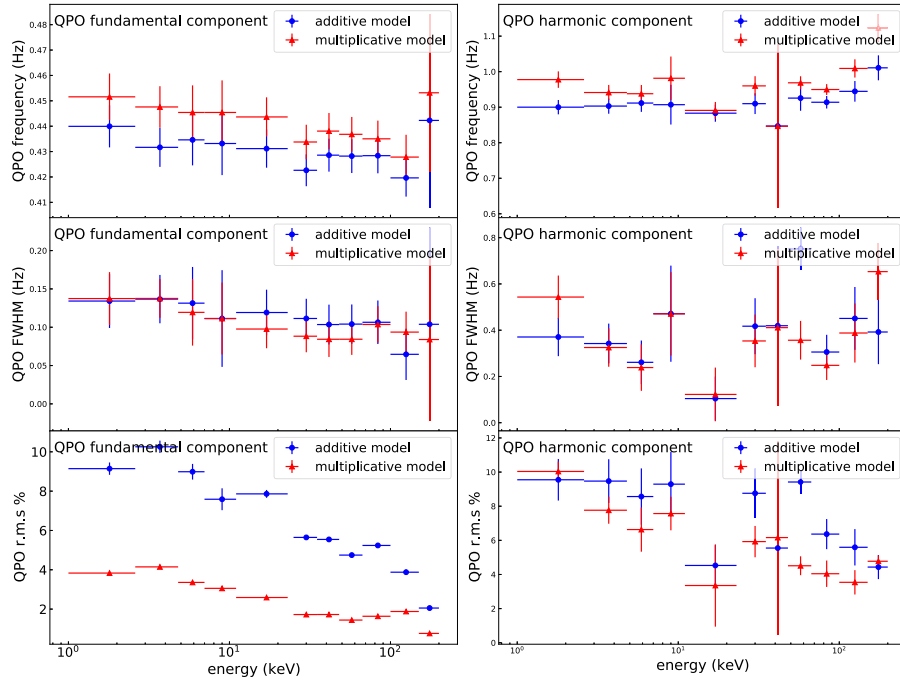 QPO fundamental component
additive model
multiplicative model
QPO frequency (Hz)
0.48
0.47
0.46
0.45
0.44
0.43
0.42
0.41
QPO harmonic component
additive model
multiplicative model
QPO frequency (Hz)
1.1
1.0
0.9
0.8
0.7
0.6
QPO fundamental component
additive model
multiplicative model
QPO FWHM (Hz)
0.20
0.15
0.10
0.05
0.00
QPO harmonic component
additive model
multiplicative model
QPO FWHM (Hz)
0.8
0.6
0.4
0.2
0.0
QPO fundamental component
additive model
multiplicative model
QPO r.m.s %
10
8
6
4
2
10⁰ 10¹ 10²
energy (keV)
QPO harmonic component
additive model
multiplicative model
QPO r.m.s %
12
10
8
6
4
2
0
10⁰ 10¹ 10²
energy (keV)